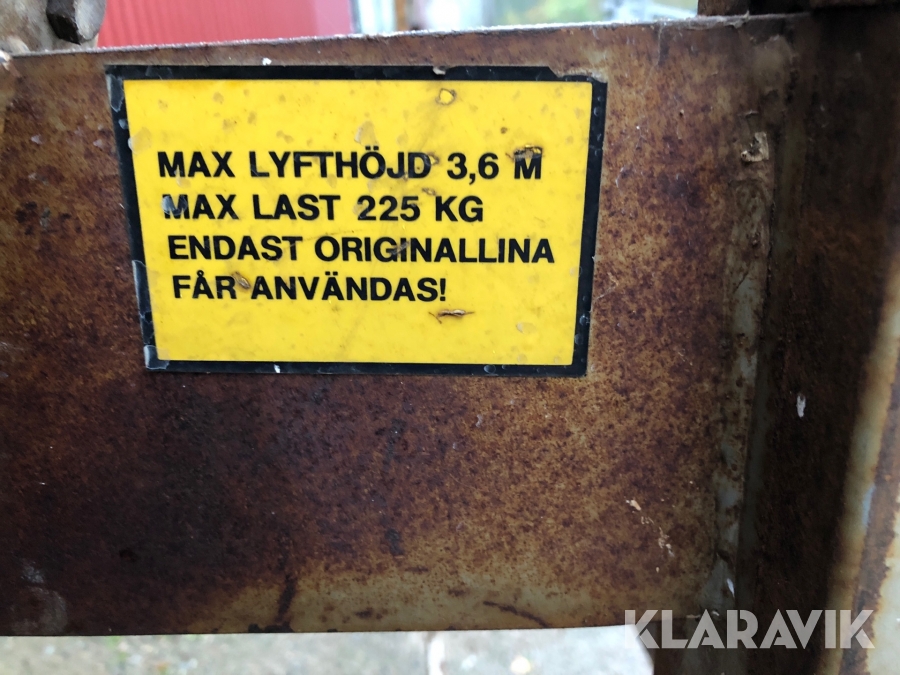 MAX LYFTHÖJD 3,6 M
MAX LAST 225 KG
ENDAST ORIGINALLINA
FÅR ANVÄNDAS!
KLARAVIK